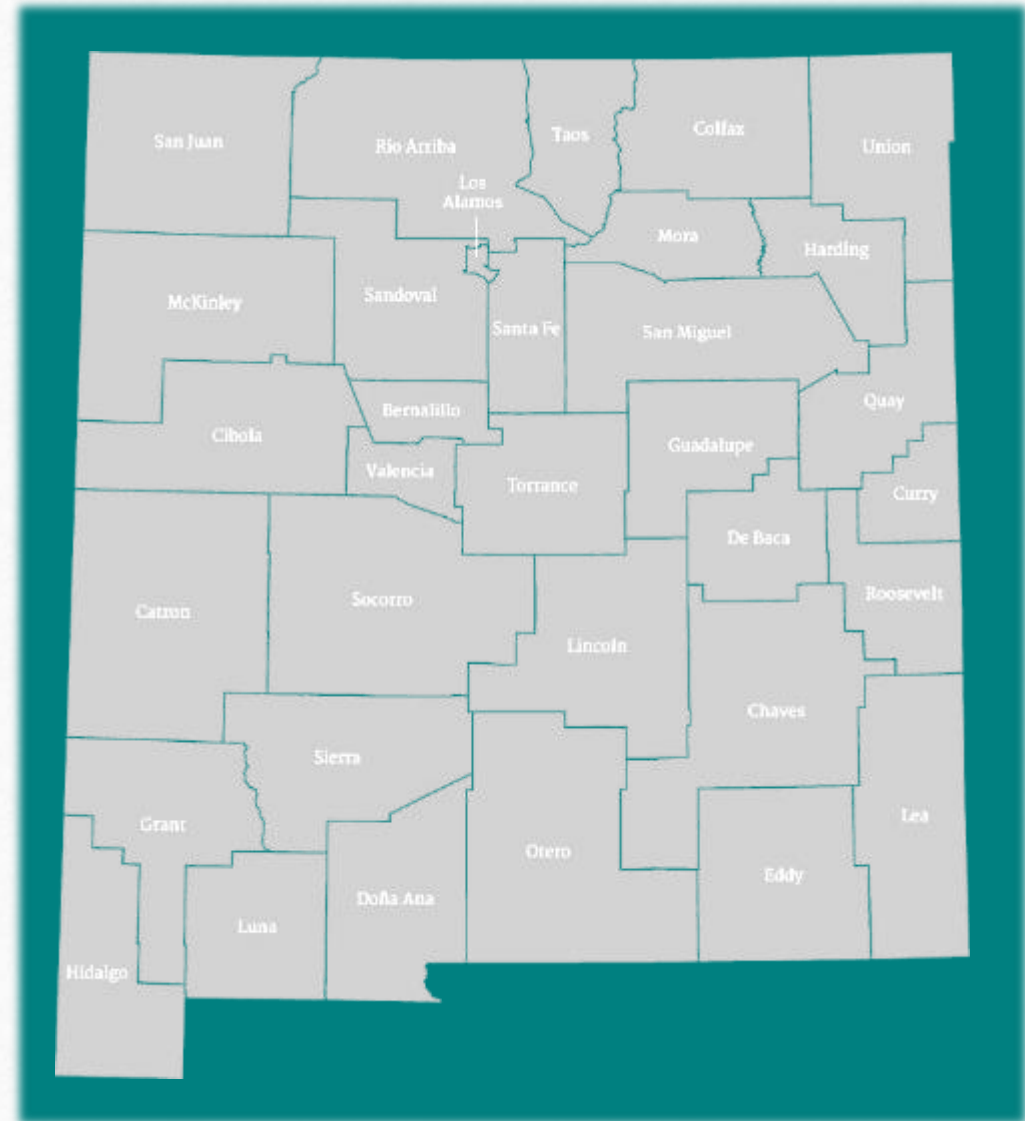 San Juan
Río Arriba
Taos
Colfax
Union
Los
Alamos
Mora
Harding
McKinley
Sandoval
Santa Fe
San Miguel
Bernalillo
Quay
Cibola
Guadalupe
Valencia
Torrance
Curry
De Baca
Catron
Socorro
Roosevelt
Lincoln
Chaves
Sierra
Grant
Otero
Lea
Eddy
Doña Ana
Luna
Hidalgo